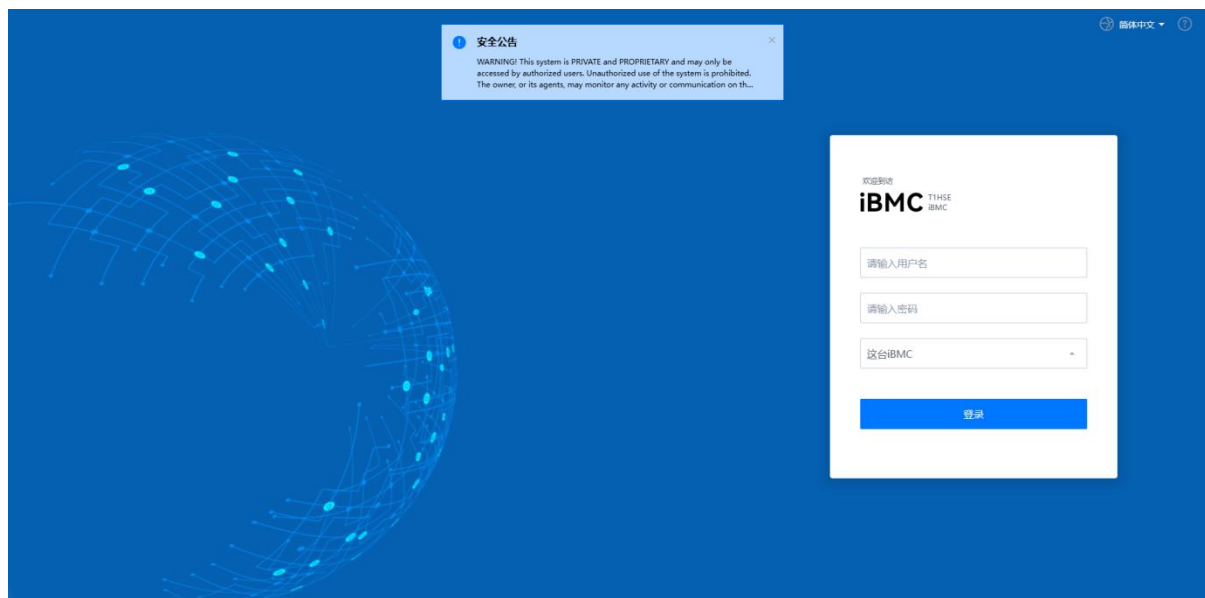 简体中文
安全公告
WARNING! This system is PRIVATE and PROPRIETARY and may only be
accessed by authorized users. Unauthorized use of the system is prohibited.
The owner, or its agents, may monitor any activity or communication on th...
欢迎到访
iBMC T1HSE
iBMC
请输入用户名
请输入密码
这台iBMC
登录